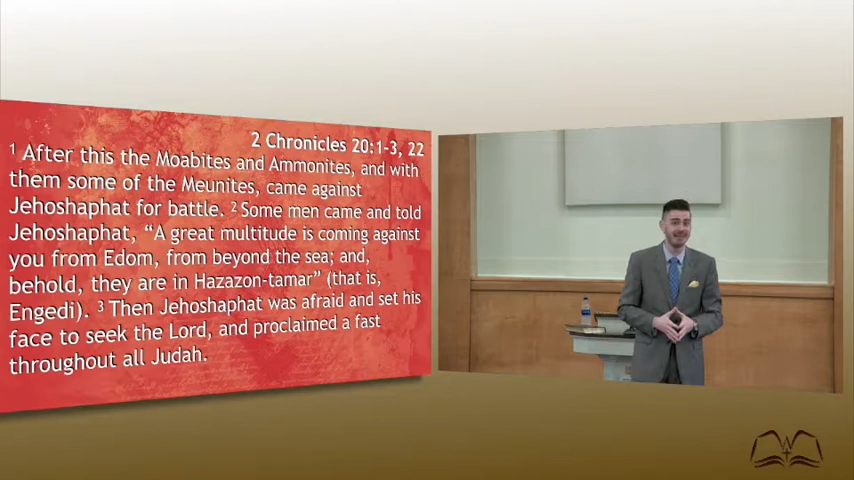 2 Chronicles 20:1-3, 22
1 After this the Moabites and Ammonites, and with
them some of the Meunites, came against
Jehoshaphat for battle. 2 Some men came and told
Jehoshaphat, “A great multitude is coming against
you from Edom, from beyond the sea; and,
behold, they are in Hazazon-tamar” (that is,
Engedi). 3 Then Jehoshaphat was afraid and set his
face to seek the Lord, and proclaimed a fast
throughout all Judah.